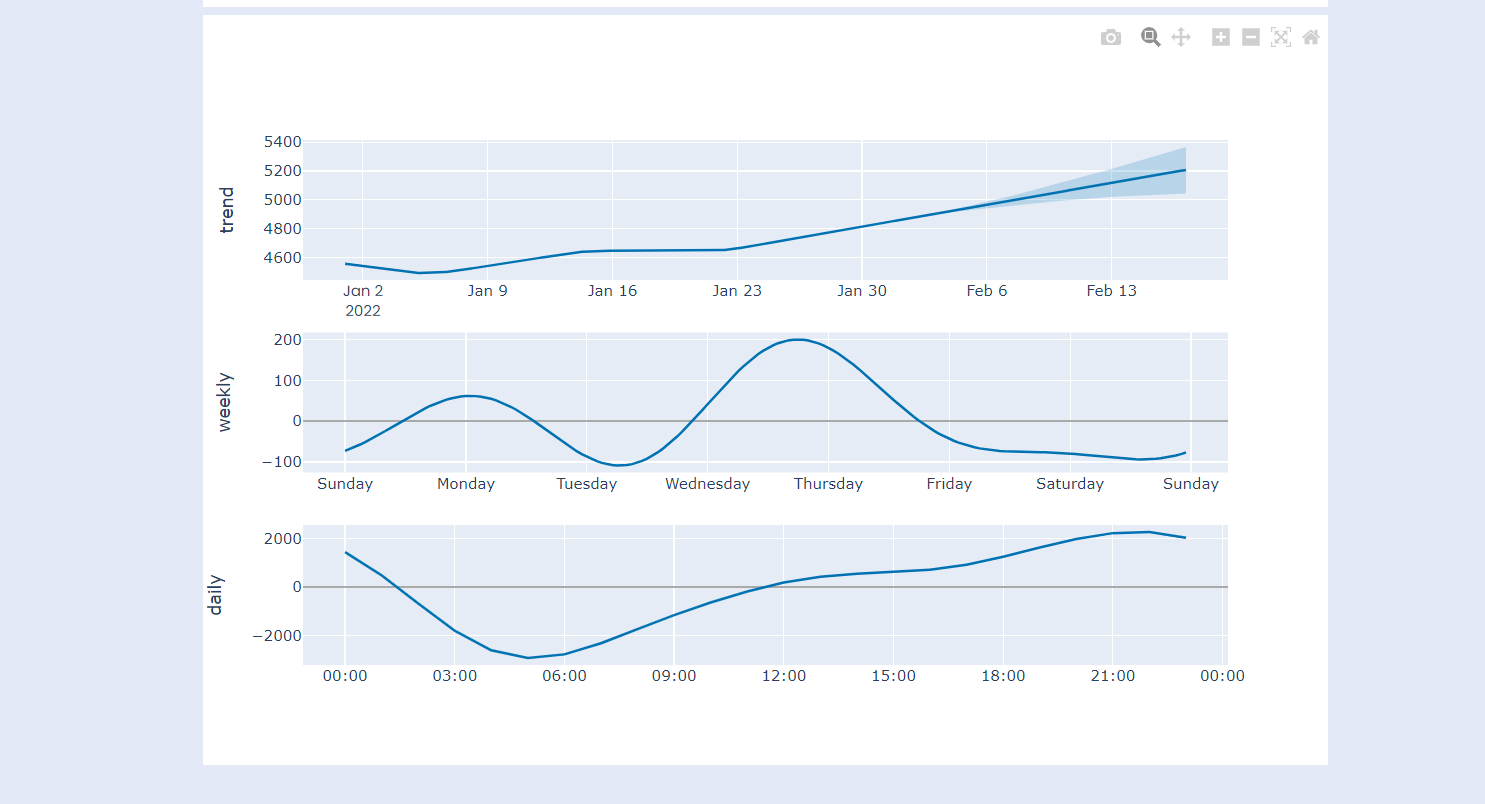 5400
5200
5000
4800
4600
trend
Jan 2 Jan 9 Jan 16 Jan 23 Jan 30 Feb 6 Feb 13
2022
200
100
0
−100
weekly
Sunday Monday Tuesday Wednesday Thursday Friday Saturday Sunday
2000
0
−2000
daily
00:00 03:00 06:00 09:00 12:00 15:00 18:00 21:00 00:00